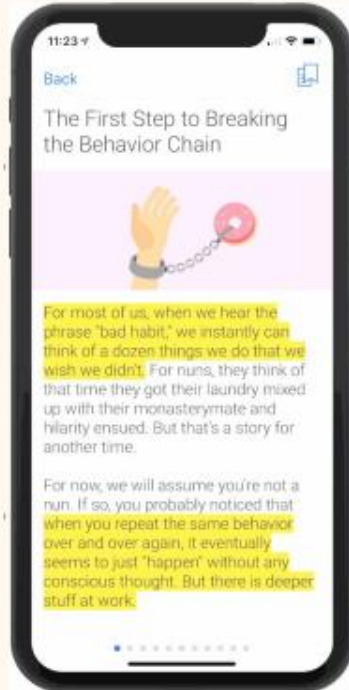 11:23
Back
The First Step to Breaking
the Behavior Chain
For most of us, when we hear the
phrase "bad habit," we instantly can
think of a dozen things we do that we
wish we didn't. For nuns, they think of
that time they got their laundry mixed
up with their monasterymate and
hilarity ensued. But that's a story for
another time.
For now, we will assume you're not a
nun. If so, you probably noticed that
when you repeat the same behavior
over and over again, it eventually
seems to just "happen" without any
conscious thought. But there is deeper
stuff at work.